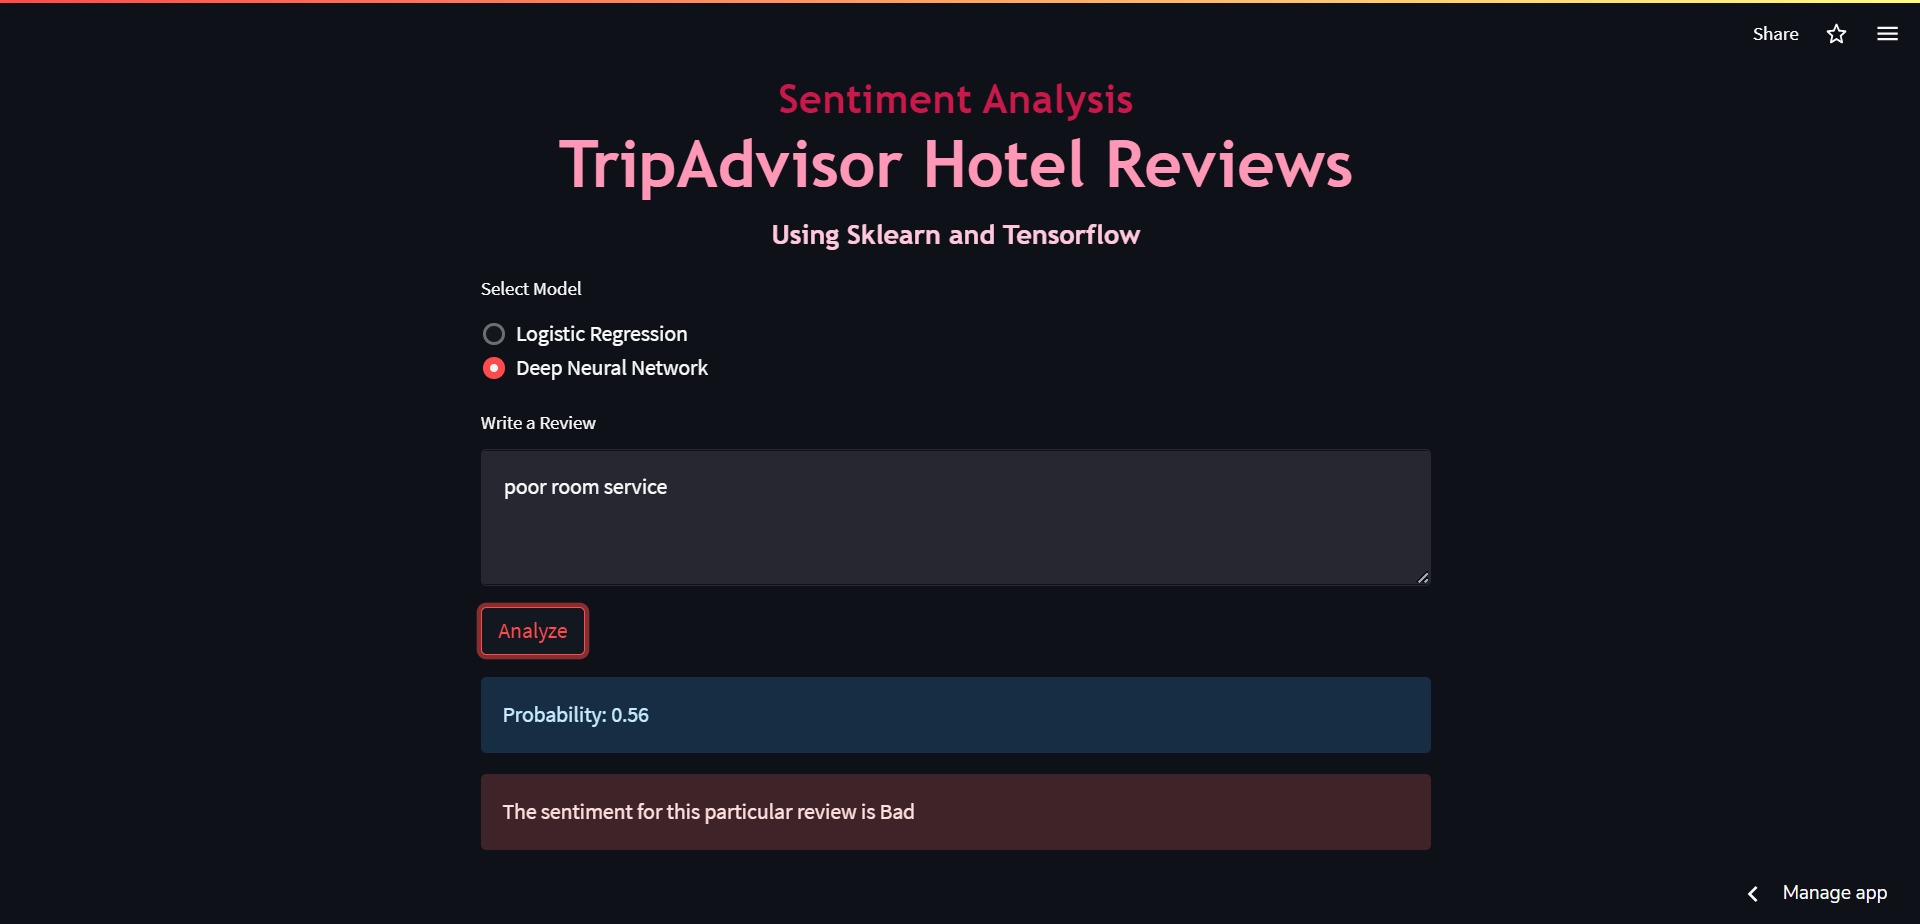 Share
Sentiment Analysis
TripAdvisor Hotel Reviews
Using Sklearn and Tensorflow
Select Model
Logistic Regression
Deep Neural Network
Write a Review
poor room service
Analyze
Probability: 0.56
The sentiment for this particular review is Bad
Manage app